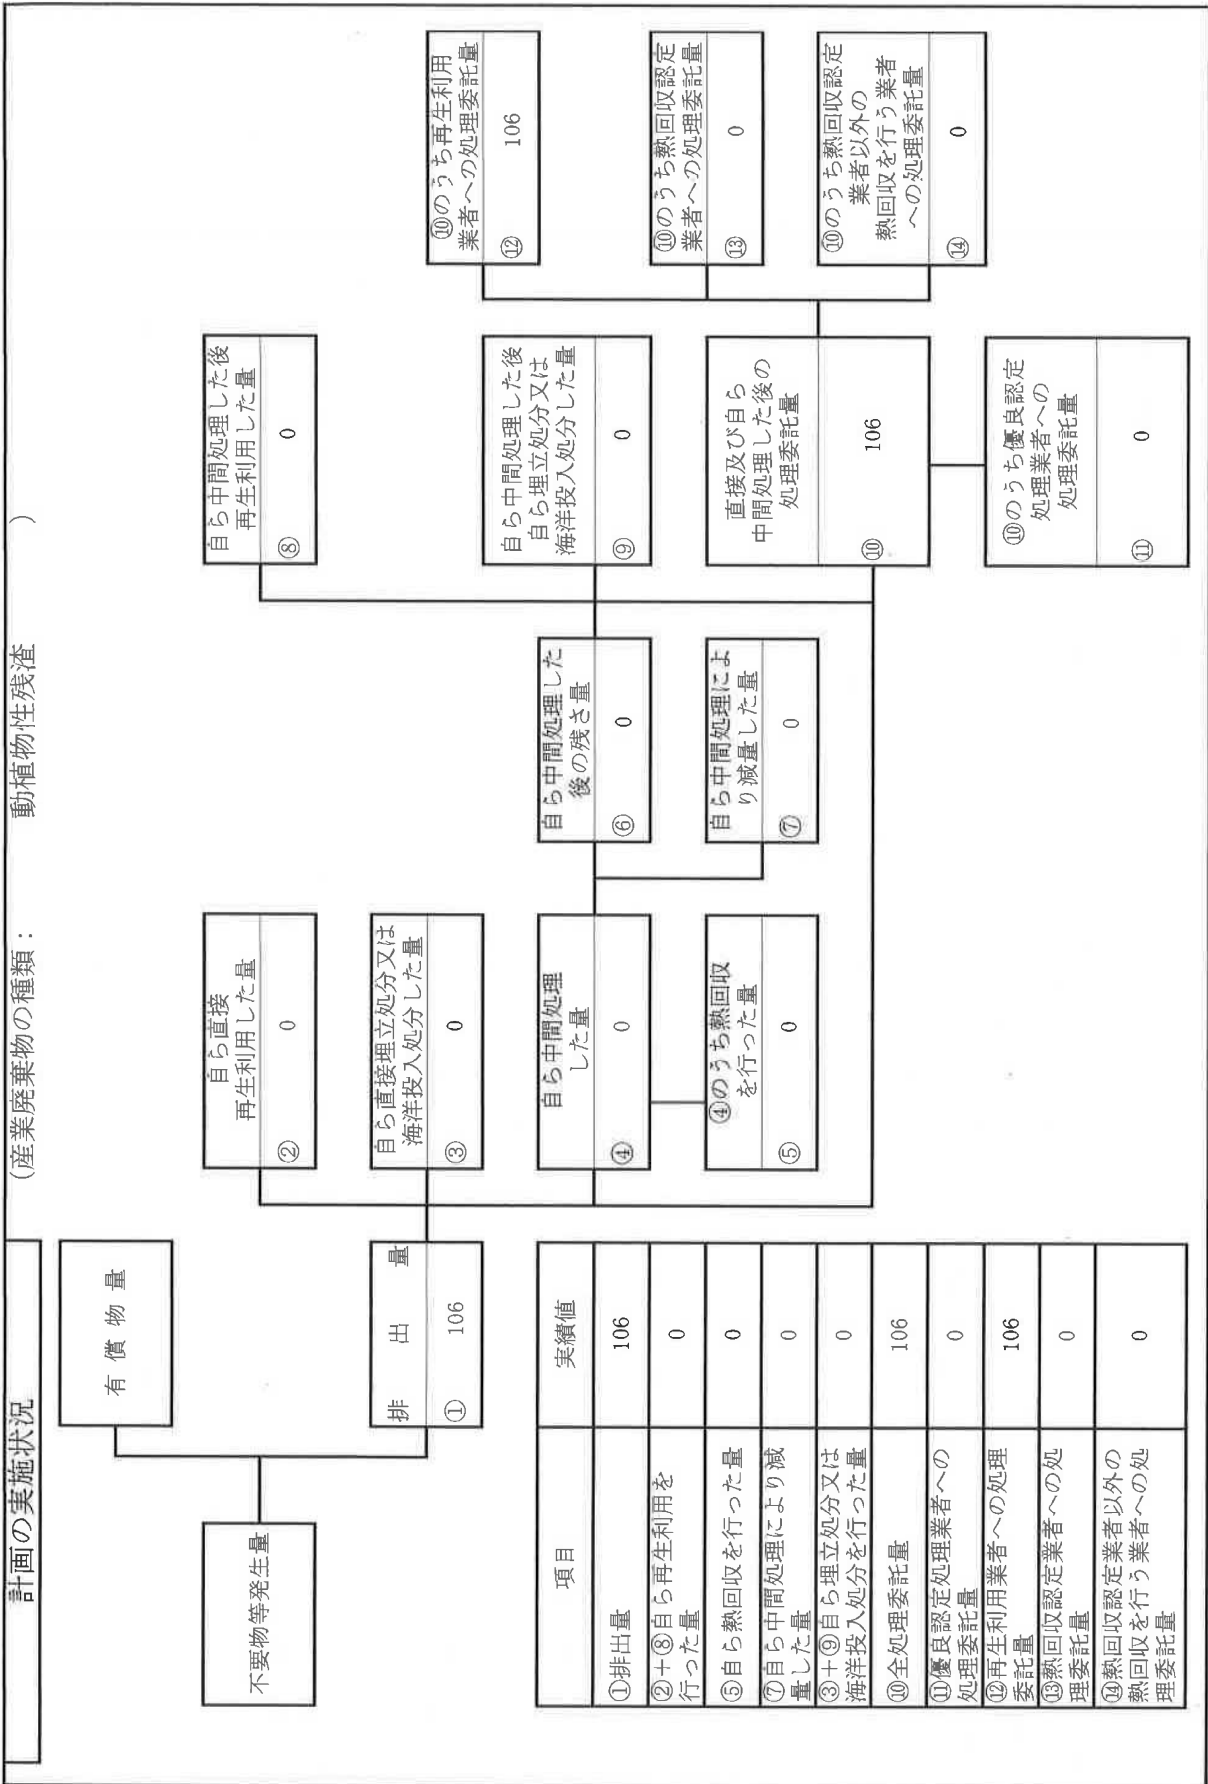 計画の実施状況
(産業廃棄物の種類: 動植物性残渣 )
不要物等発生量
有償物量
排出量
① 106
自ら直接
再生利用した量
② 0
自ら直接埋立処分又は
海洋投入処分した量
③ 0
自ら中間処理
した量
④ 0
④のうち熱回収
を行った量
⑤ 0
自ら中間処理した
後の残さ量
⑥ 0
自ら中間処理によ
り減量した量
⑦ 0
自ら中間処理した後
再生利用した量
⑧ 0
自ら中間処理した後
自ら埋立処分又は
海洋投入処分した量
⑨ 0
直接及び自ら
中間処理した後の
処理委託量
⑩ 106
⑩のうち優良認定
処理業者への
処理委託量
⑪ 0
⑩のうち再生利用
業者への処理委託量
⑫ 106
⑩のうち熱回収認定
業者への処理委託量
⑬ 0
⑩のうち熱回収認定
業者以外の
熱回収を行う業者
への処理委託量
⑭ 0
項目 実績値
①排出量 106
②+⑧自ら再生利用を
行った量 0
⑤自ら熱回収を行った量 0
⑦自ら中間処理により減
量した量 0
③+⑨自ら埋立処分又は
海洋投入処分を行った量 0
⑩全処理委託量 106
⑪優良認定処理業者への
処理委託量 0
⑫再生利用業者への処理
委託量 106
⑬熱回収認定業者への処
理委託量 0
⑭熱回収認定業者以外の
熱回収を行う業者への処
理委託量 0